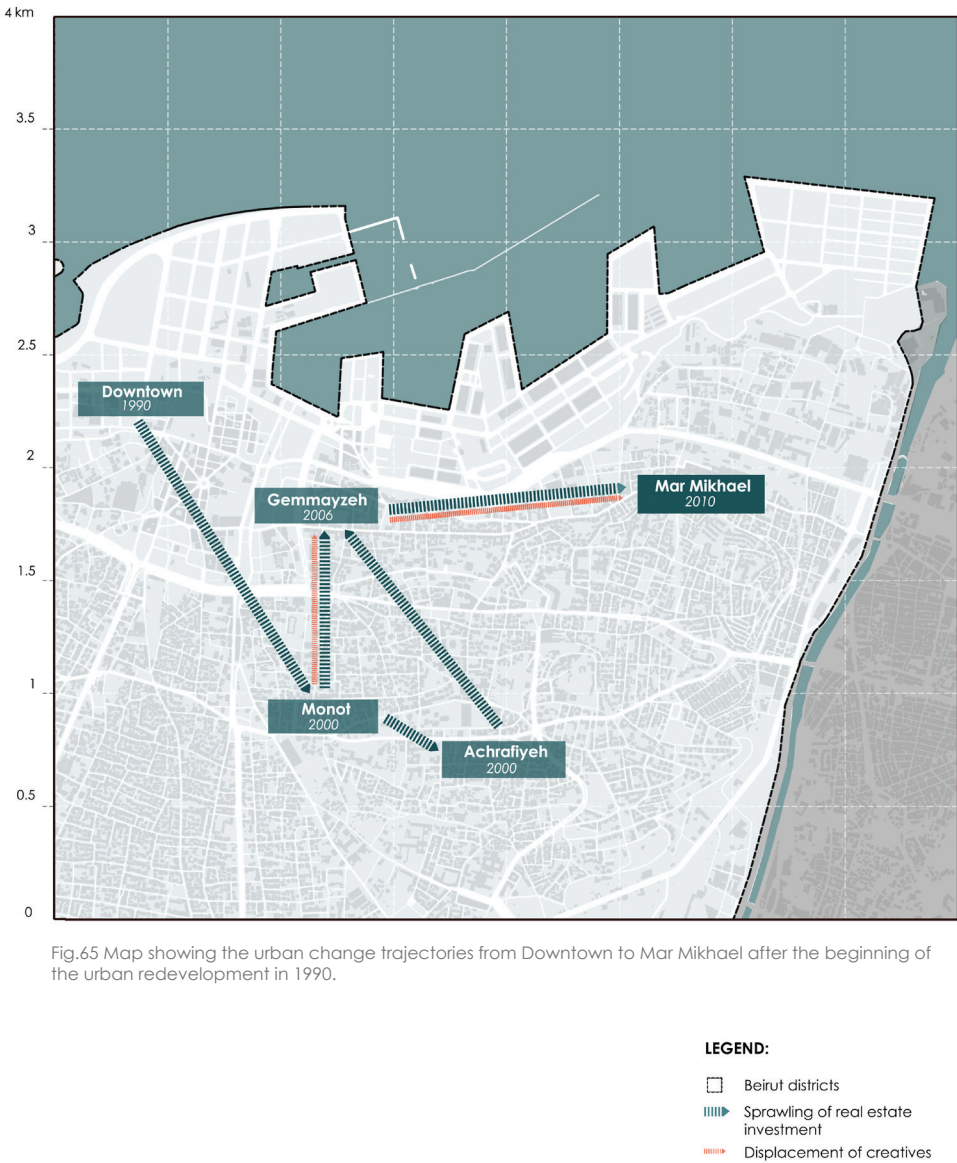 4 km
3.5
3
2.5
Downtown
1990
2
Gemmayzeh
2006
Mar Mikhael
2010
1.5
1
Monot
2000
Achrafiyeh
2000
0.5
0
Fig.65 Map showing the urban change trajectories from Downtown to Mar Mikhael after the beginning of
the urban redevelopment in 1990.
LEGEND:
Beirut districts
Sprawling of real estate
investment
Displacement of creatives